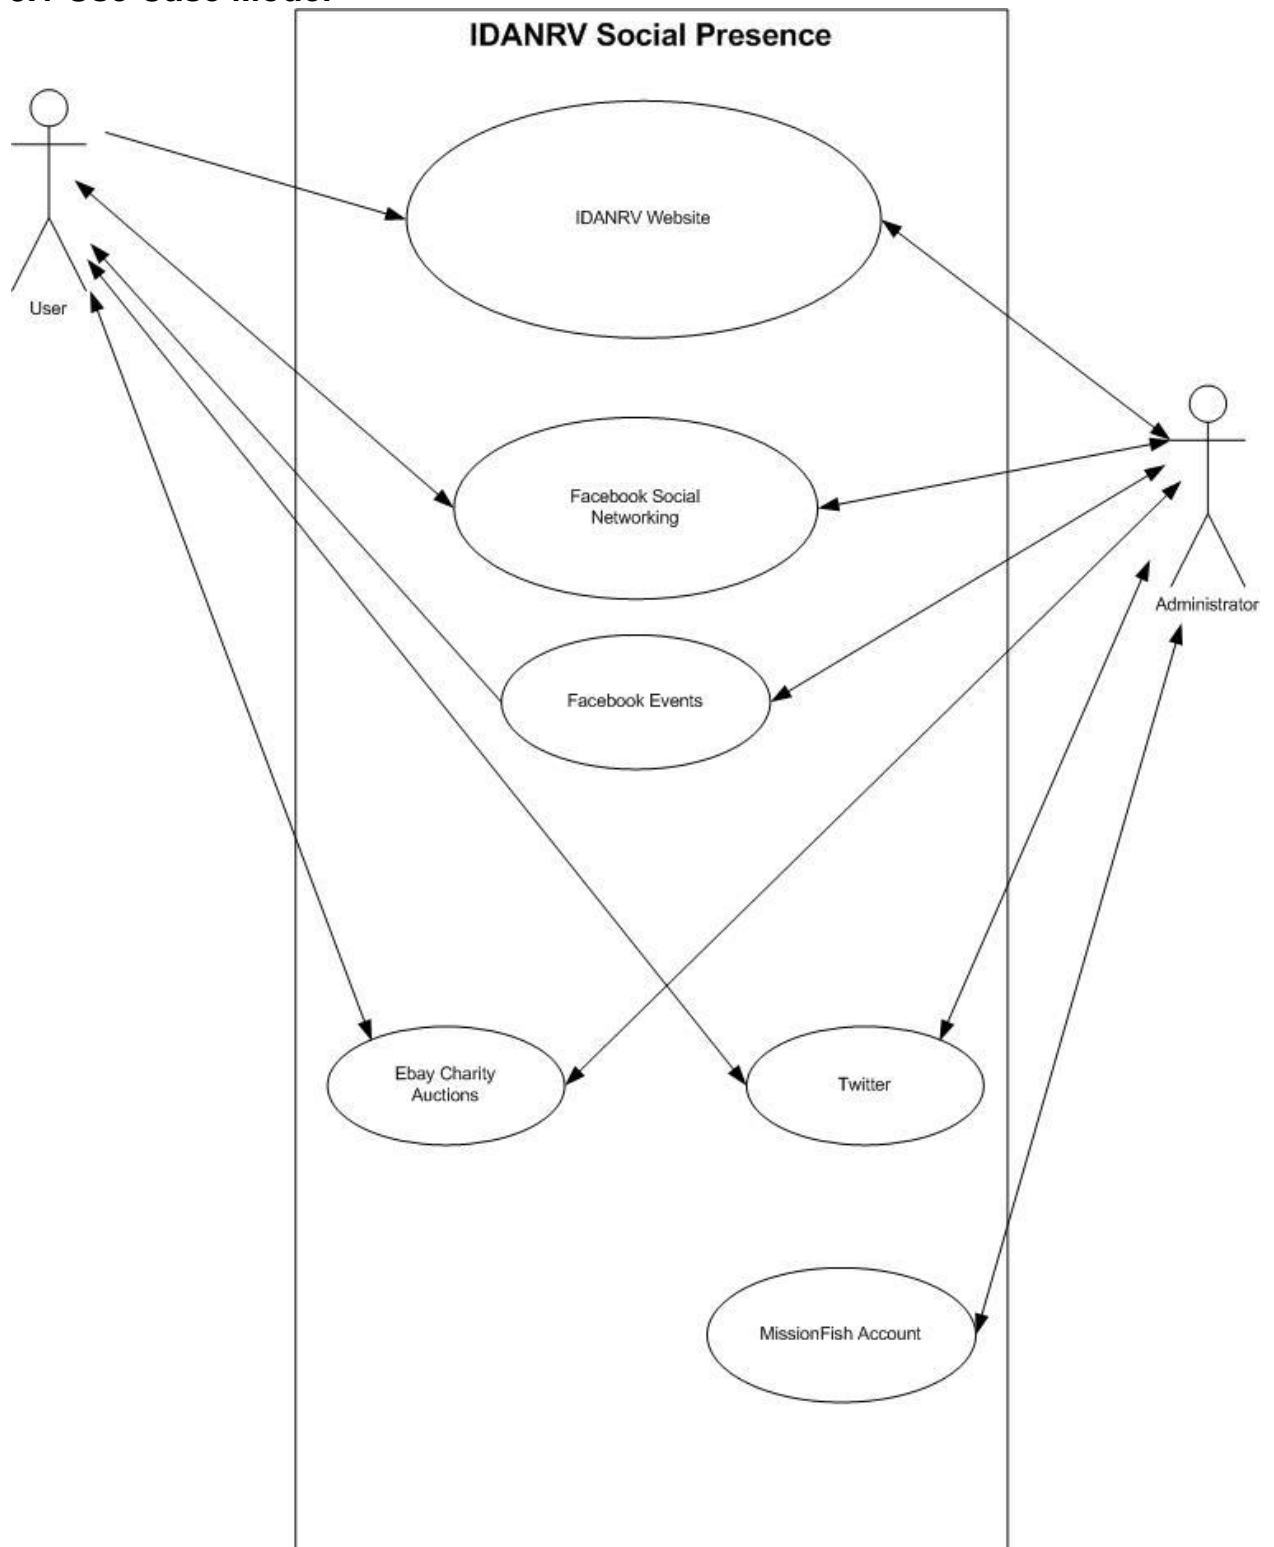 IDANRV Social Presence
IDANRV Website
User
Facebook Social
Networking
Administrator
Facebook Events
Ebay Charity
Auctions
Twitter
MissionFish Account